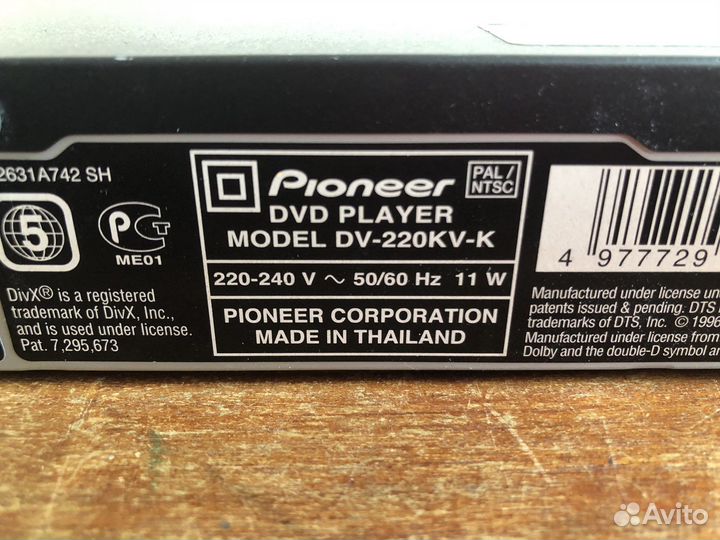 2631A742 SH
5
PCT
ME01
DivX® is a registered
trademark of DivX, Inc.,
and is used under license.
Pat. 7,295,673
Pioneer
PAL/
NTSC
DVD PLAYER
MODEL DV-220KV-K
220-240 V ~ 50/60 Hz 11 W
PIONEER CORPORATION
MADE IN THAILAND
4 977729
Manufactured under license un
patents issued & pending. DTS
trademarks of DTS, Inc. © 1996
Manufactured under license from
Dolby and the double-D symbol
Avito